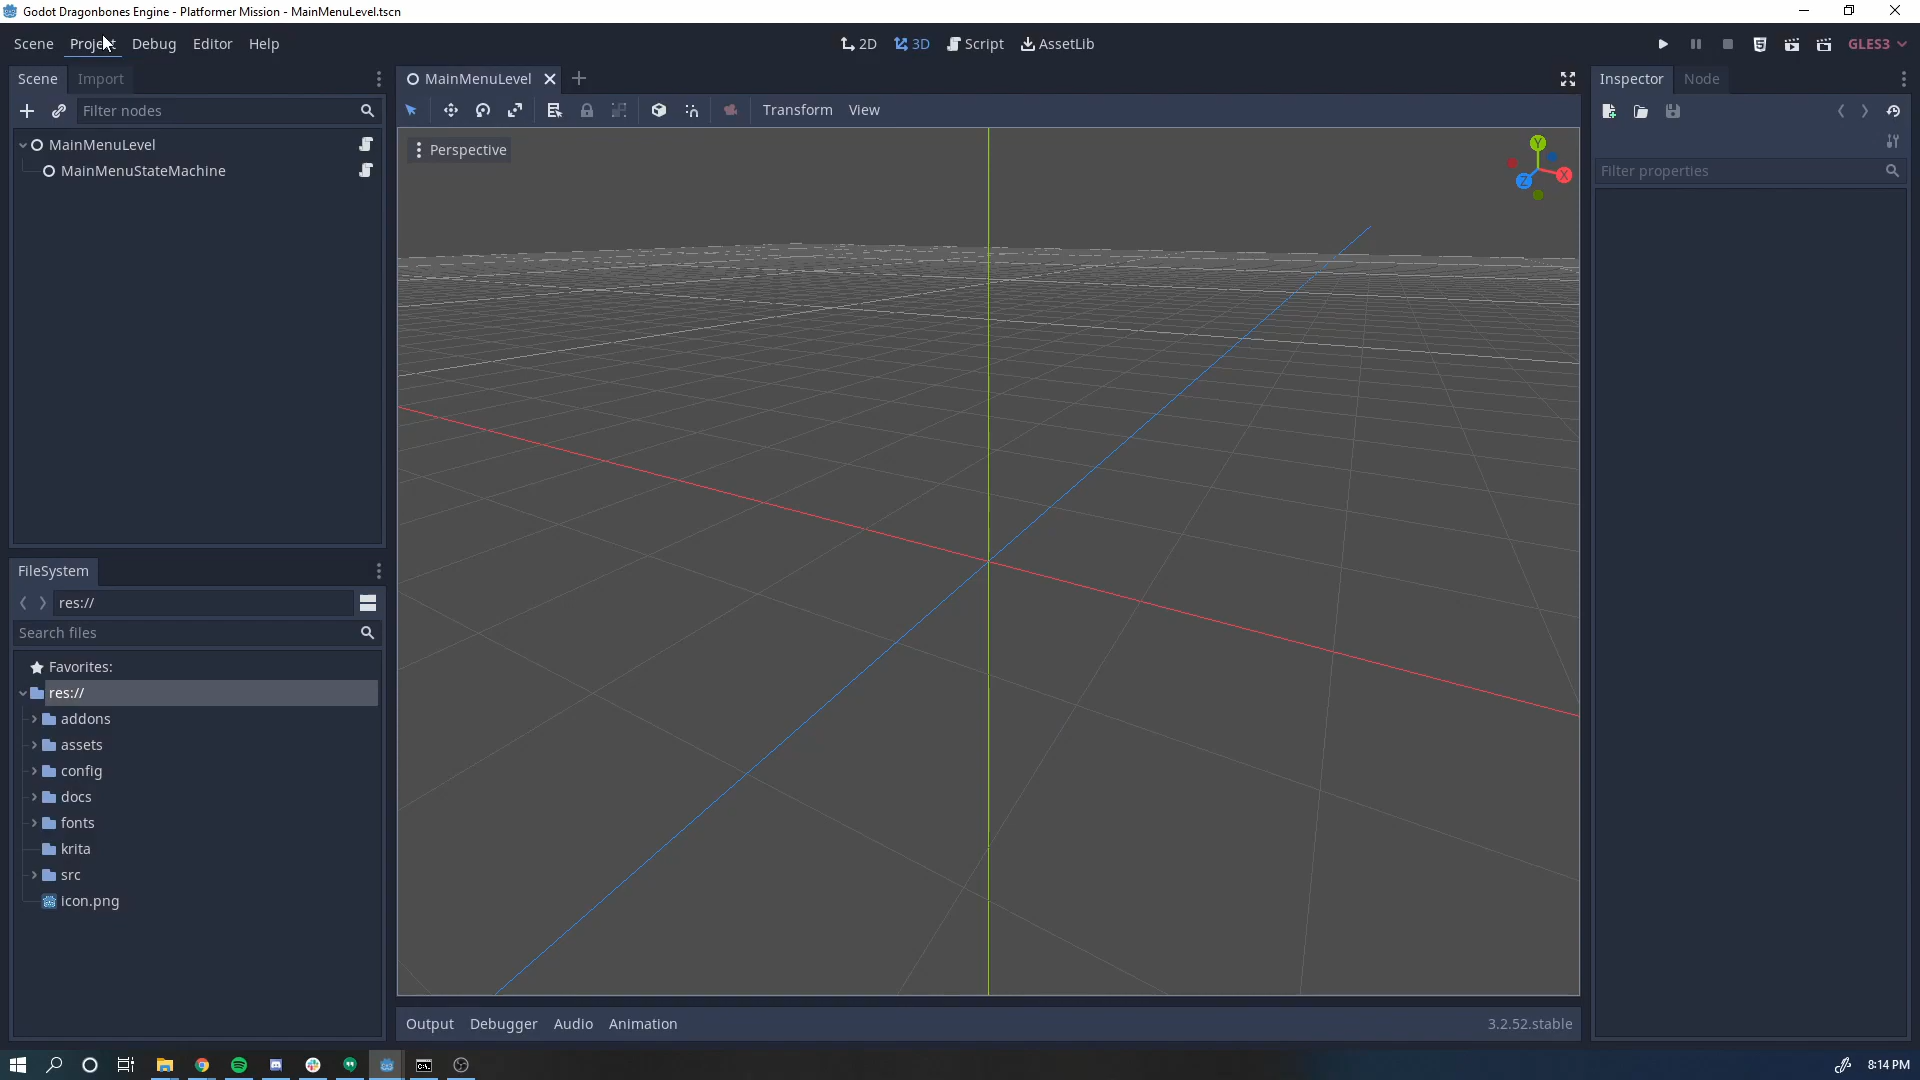 Godot Dragonbones Engine - Platformer Mission - MainMenuLevel.tscn
Scene Project Debug Editor Help
2D 3D Script AssetLib
GLES3
Scene Import
MainMenuLevel
Inspector Node
Filter nodes
Transform View
MainMenuLevel
Perspective
Y
X
Z
MainMenuStateMachine
Filter properties
FileSystem
res://
Search files
Favorites:
res://
addons
assets
config
docs
fonts
krita
src
icon.png
Output Debugger Audio Animation
3.2.52.stable
8:14 PM